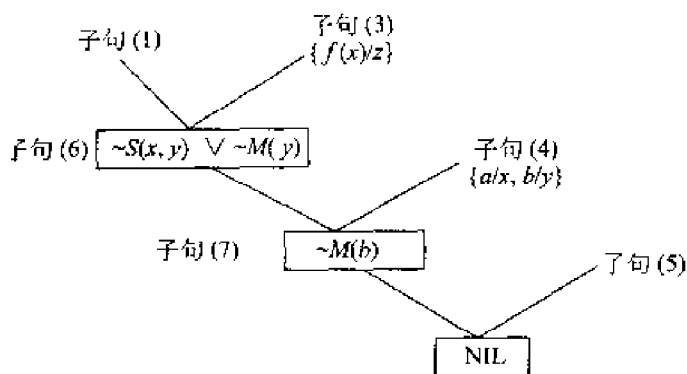 子句 (1)
子句 (3)
{f(x)/z}
子句 (6)
~S(x, y) ∨ ~M(y)
子句 (4)
{a/x, b/y}
子句 (7)
~M(b)
子句 (5)
NIL